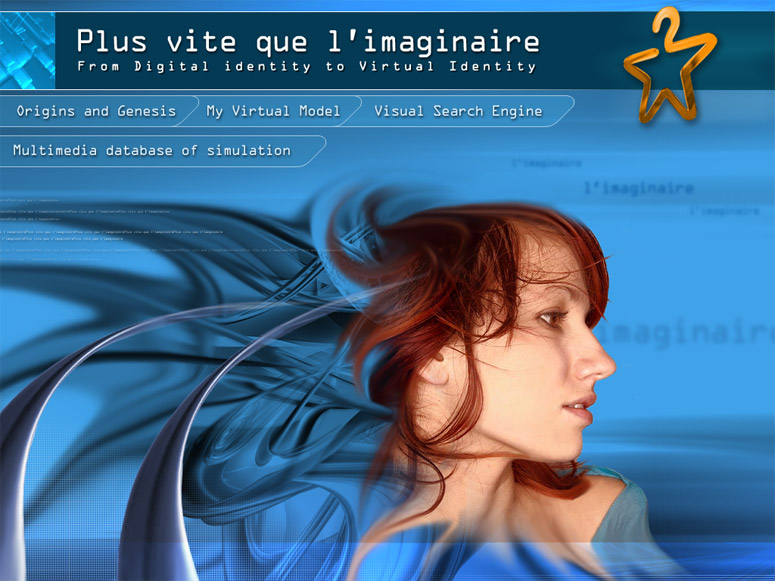 Plus vite que l'imaginaire
From Digital identity to Virtual Identity
Origins and Genesis
My Virtual Model
Visual Search Engine
Multimedia database of simulation
l'imaginaire
l'imaginaire
l'imaginaire
imaginaire